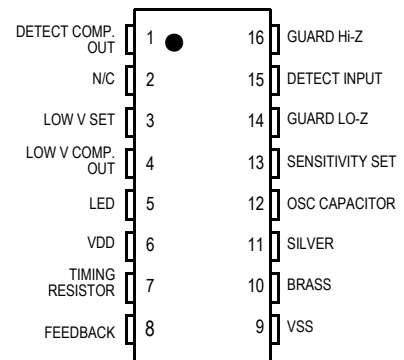 DETECT COMP.
OUT
1
16
GUARD Hi-Z
N/C
2
15
DETECT INPUT
LOW V SET
3
14
GUARD LO-Z
LOW V COMP.
OUT
4
13
SENSITIVITY SET
LED
5
12
OSC CAPACITOR
VDD
6
11
SILVER
TIMING
RESISTOR
7
10
BRASS
FEEDBACK
8
9
VSS